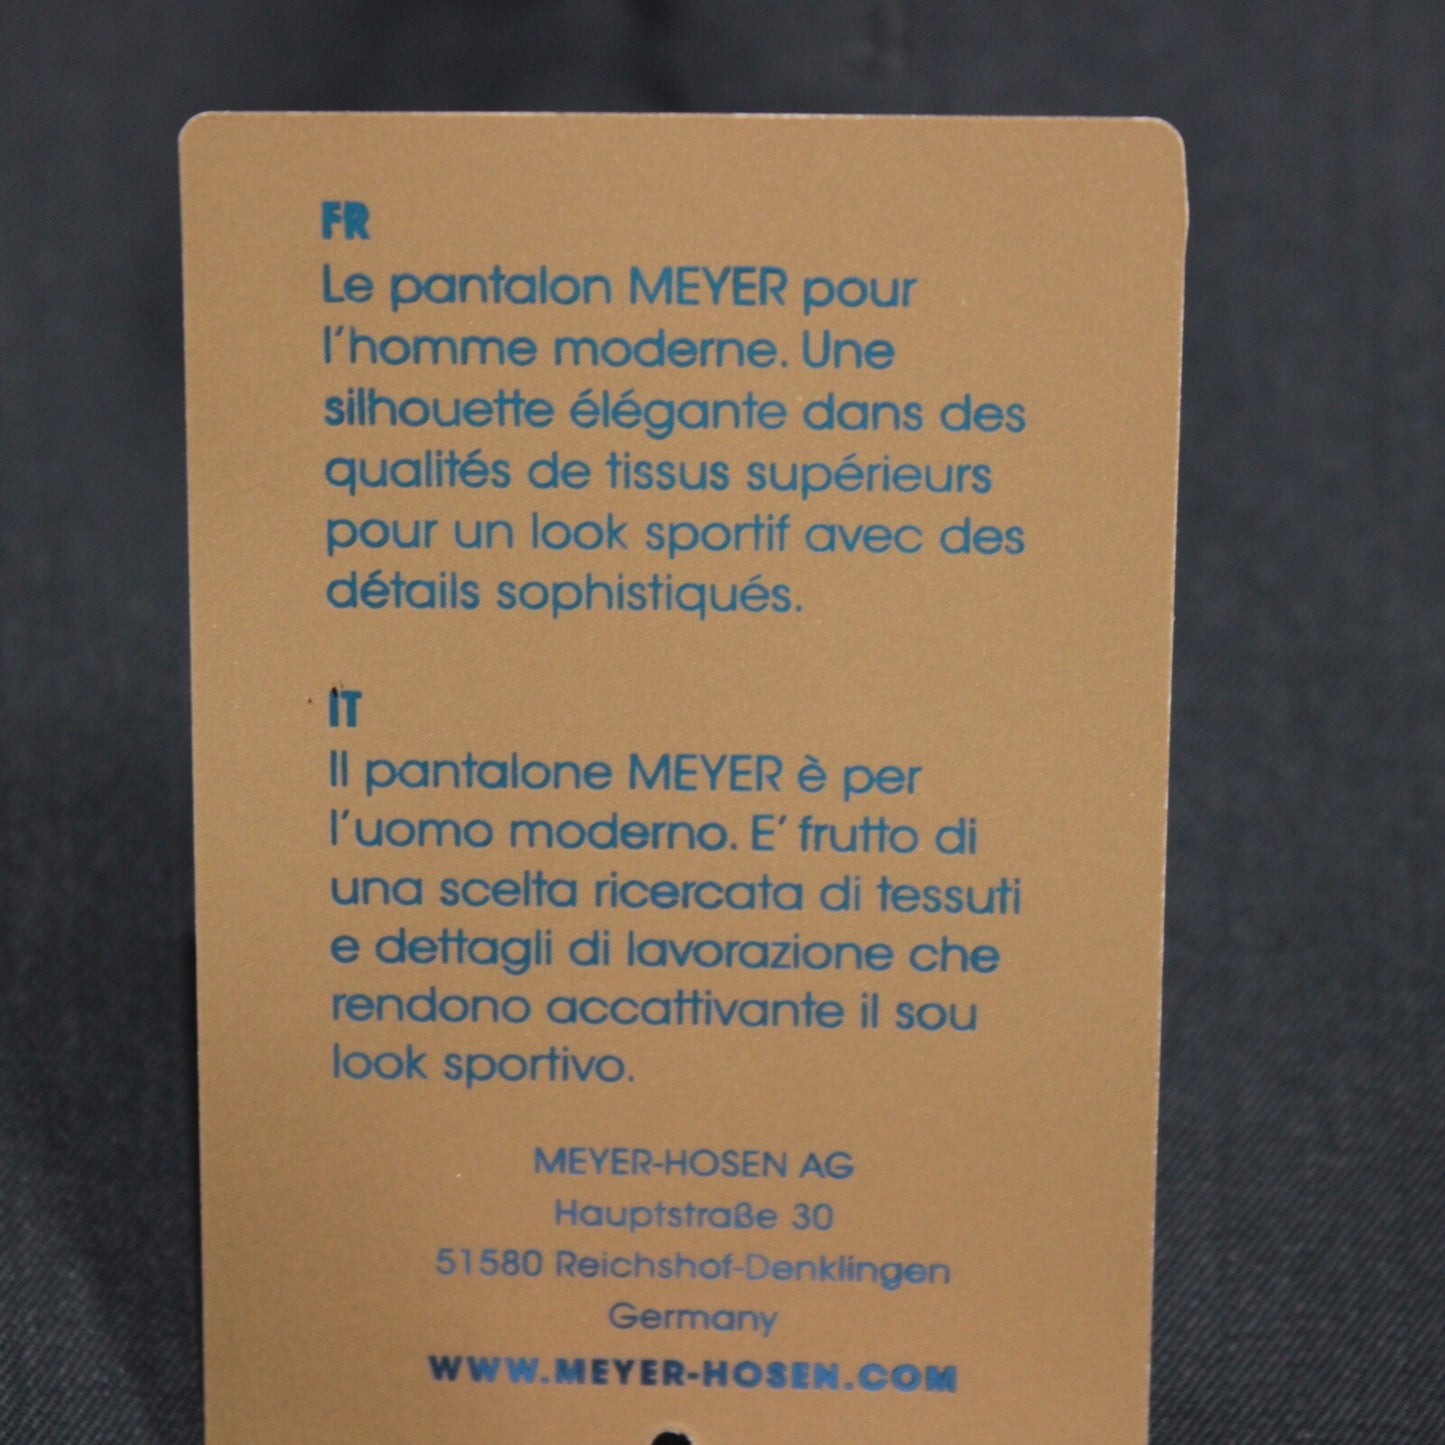 FR
Le pantalon MEYER pour
l'homme moderne. Une
silhouette élégante dans des
qualités de tissus supérieurs
pour un look sportif avec des
détails sophistiqués.
IT
Il pantalone MEYER è per
l'uomo moderno. E' frutto di
una scelta ricercata di tessuti
e dettagli di lavorazione che
rendono accattivante il sou
look sportivo.
MEYER-HOSEN AG
Hauptstraße 30
51580 Reichshof-Denklingen
Germany
WWW.MEYER-HOSEN.COM